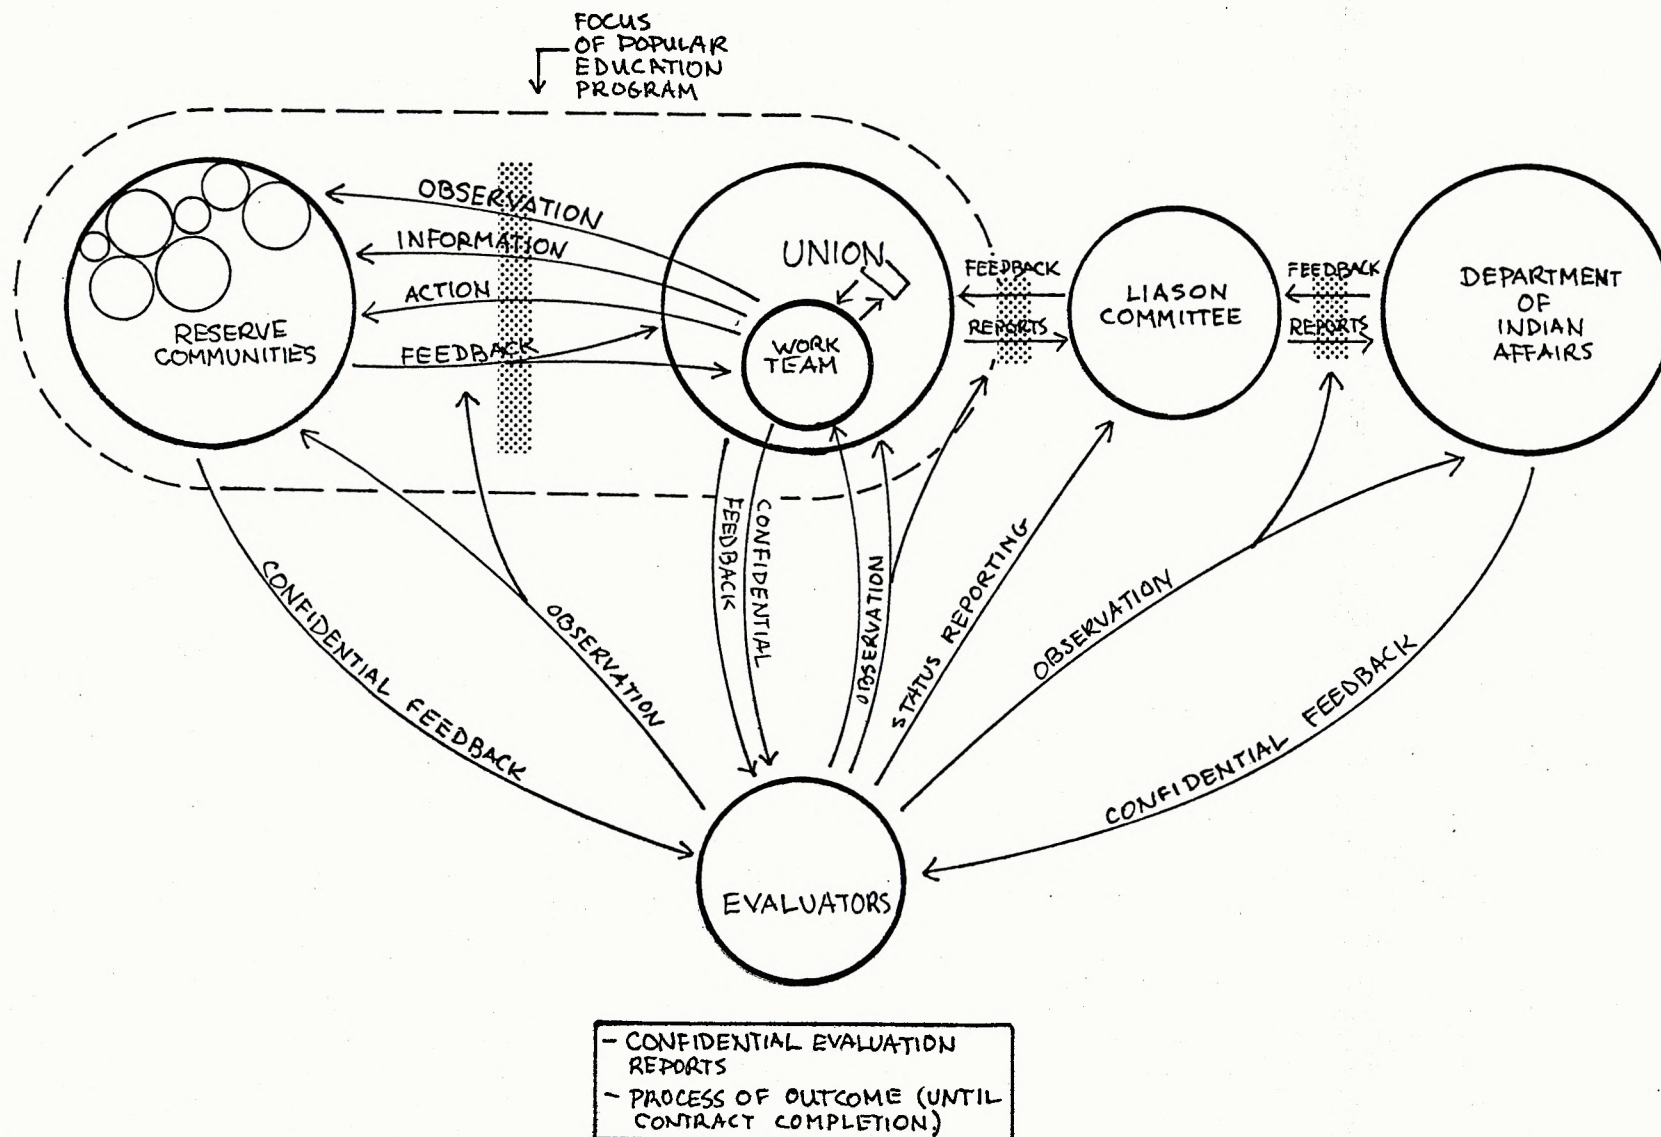 FOCUS
OF POPULAR
EDUCATION
PROGRAM
OBSERVATION
INFORMATION
ACTION
FEEDBACK
RESERVE
COMMUNITIES
UNION
WORK
TEAM
FEEDBACK
REPORTS
LIASON
COMMITTEE
FEEDBACK
REPORTS
DEPARTMENT
OF
INDIAN
AFFAIRS
CONFIDENTIAL FEEDBACK
OBSERVATION
CONFIDENTIAL
FEEDBACK
OBSERVATION
STATUS REPORTING
OBSERVATION
CONFIDENTIAL FEEDBACK
EVALUATORS
- CONFIDENTIAL EVALUATION
REPORTS
- PROCESS OF OUTCOME (UNTIL
CONTRACT COMPLETION)